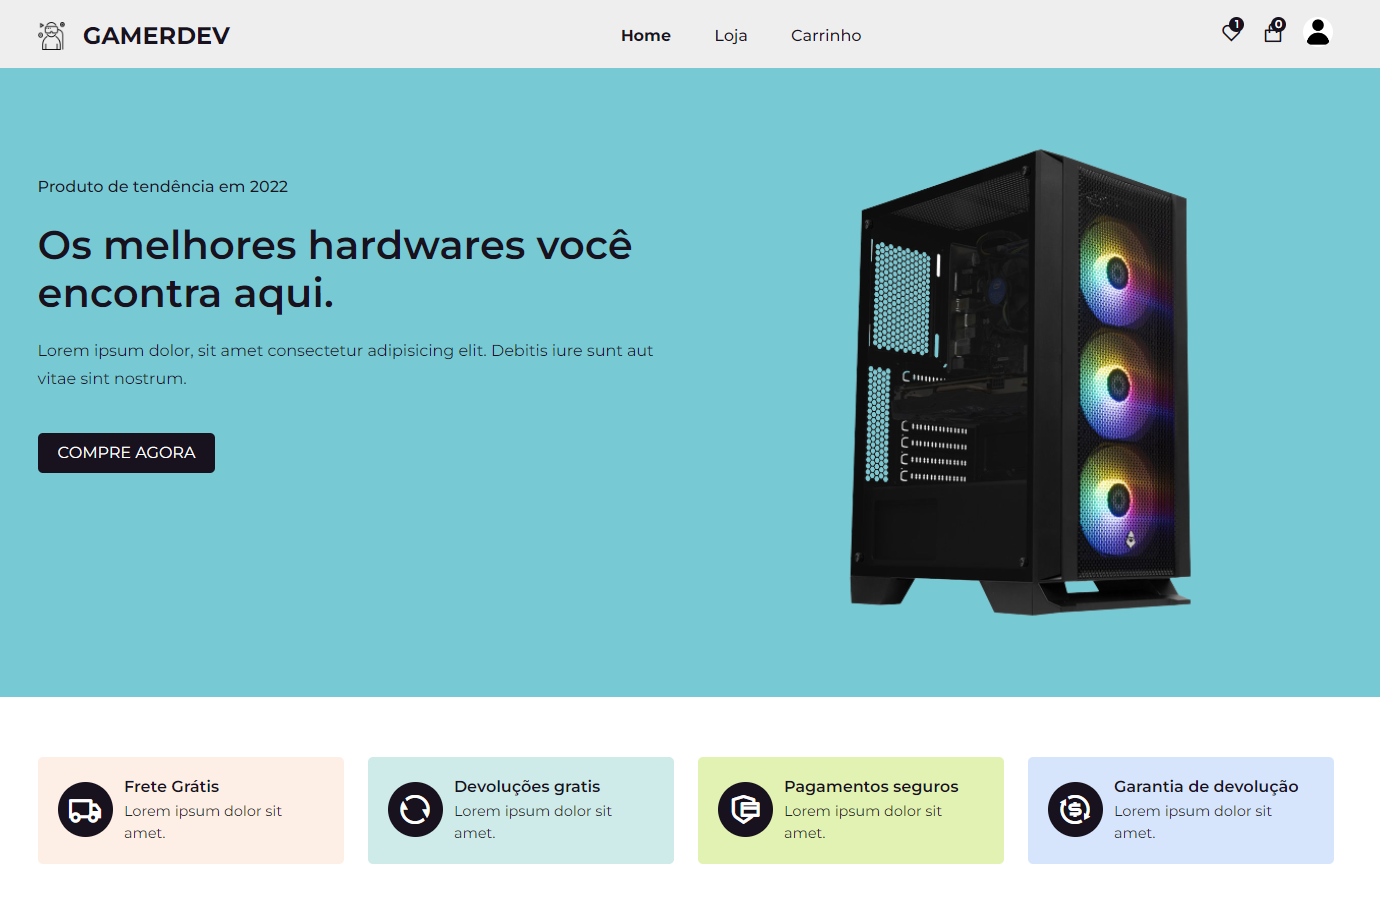 GAMERDEV
Home
Loja
Carrinho
1
0
Produto de tendência em 2022
Os melhores hardwares você
encontra aqui.
Lorem ipsum dolor, sit amet consectetur adipisicing elit. Debitis iure sunt aut
vitae sint nostrum.
COMPRE AGORA
Frete Grátis
Lorem ipsum dolor sit
amet.
Devoluções gratis
Lorem ipsum dolor sit
amet.
Pagamentos seguros
Lorem ipsum dolor sit
amet.
Garantia de devolução
Lorem ipsum dolor sit
amet.